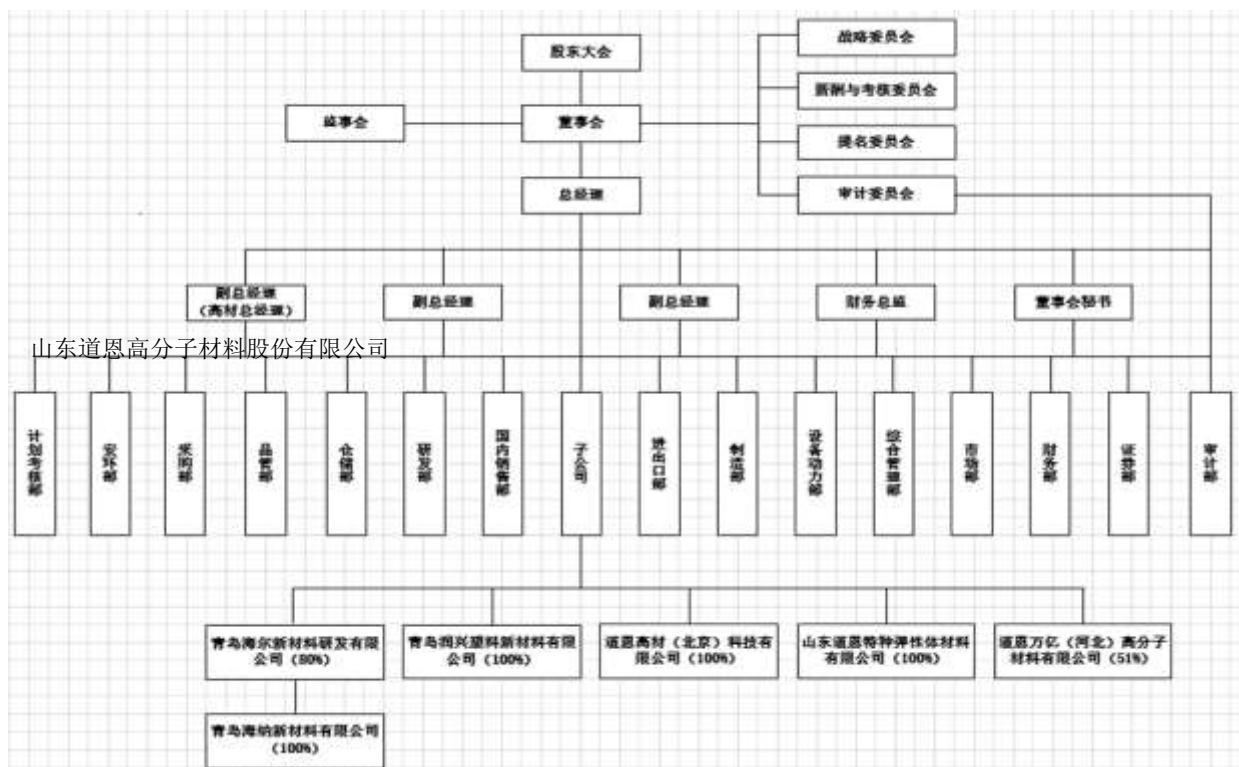 战略委员会
股东大会
薪酬与考核委员会
监事会
董事会
提名委员会
总经理
审计委员会
副总经理
（高材总经理）
副总经理
副总经理
财务总监
董事会秘书
山东道恩高分子材料股份有限公司
计划考核部
安环部
采购部
品管部
仓储部
研发部
国内销售部
子公司
进出口部
制造部
设备动力部
综合管理部
市场部
财务部
证券部
审计部
青岛海尔新材料研发有限
公司（80%）
青岛润兴塑料新材料有限
公司（100%）
道恩高材（北京）科技有
限公司（100%）
山东道恩特种弹性体材料
有限公司（100%）
道恩万亿（河北）高分子
材料有限公司（51%）
青岛海纳新材料有限公司
（100%）